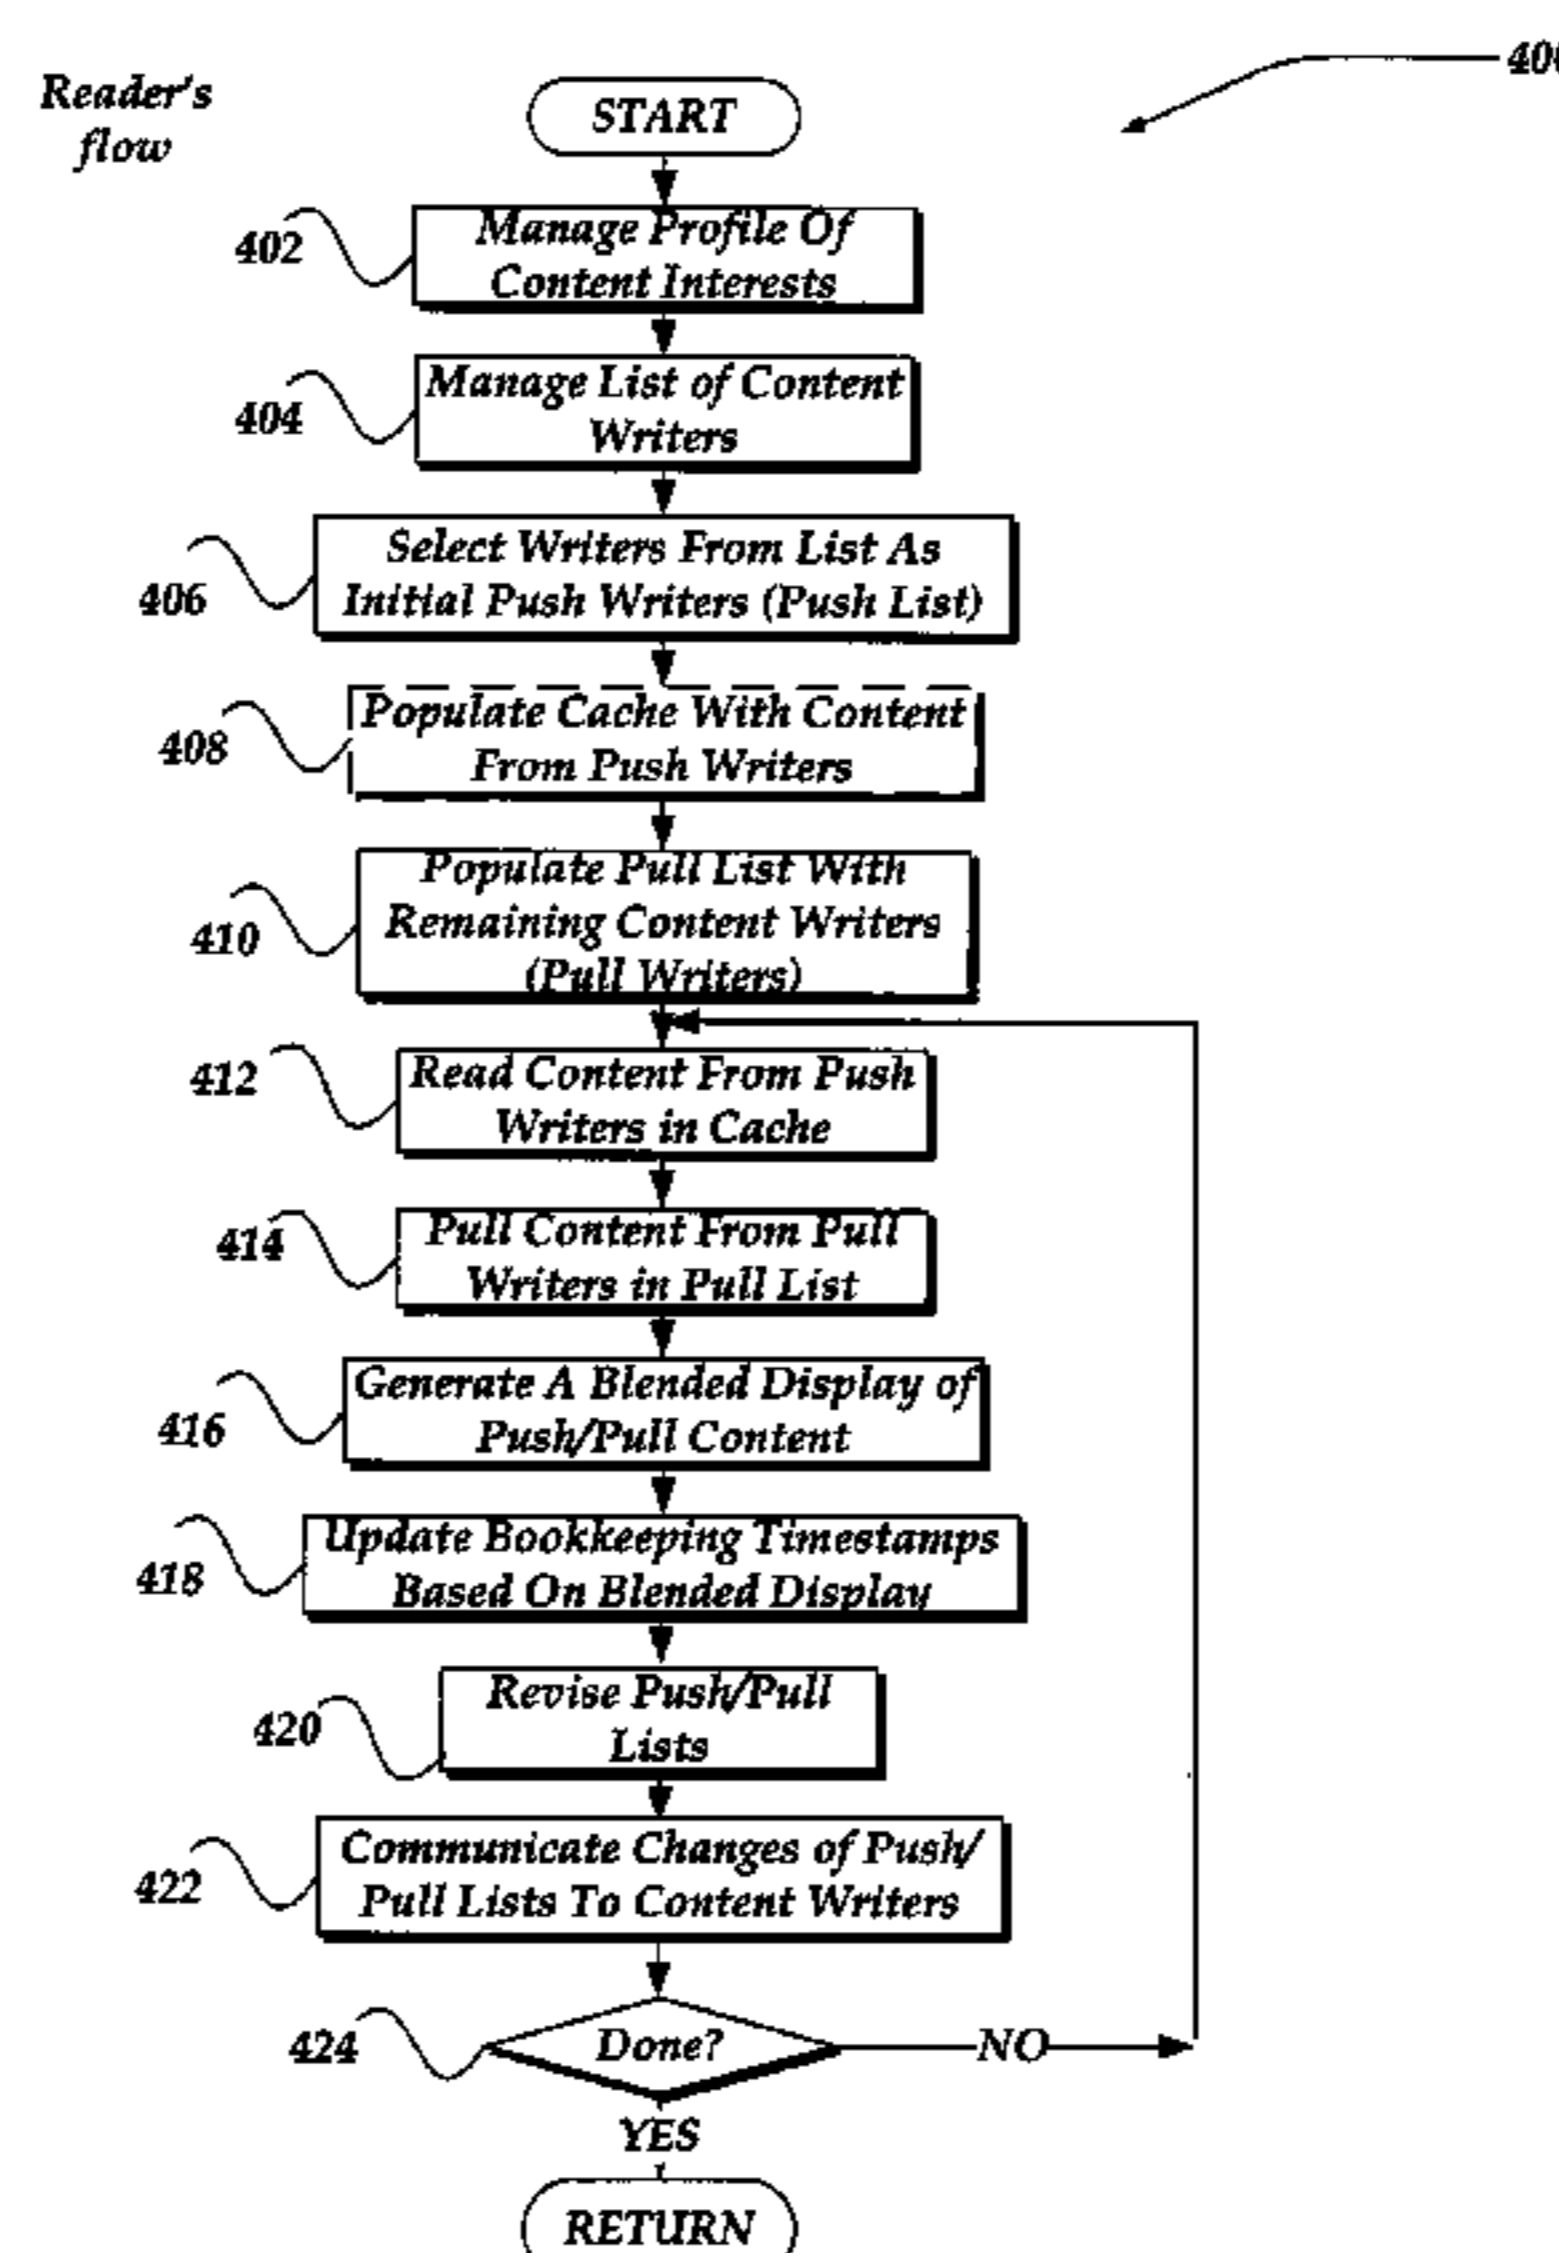 Reader's
flow
START
402
Manage Profile Of
Content Interests
404
Manage List of Content
Writers
406
Select Writers From List As
Initial Push Writers (Push List)
408
Populate Cache With Content
From Push Writers
410
Populate Pull List With
Remaining Content Writers
(Pull Writers)
412
Read Content From Push
Writers in Cache
414
Pull Content From Pull
Writers in Pull List
416
Generate A Blended Display of
Push/Pull Content
418
Update Bookkeeping Timestamps
Based On Blended Display
420
Revise Push/Pull
Lists
422
Communicate Changes of Push/
Pull Lists To Content Writers
424
Done?
NO
YES
RETURN